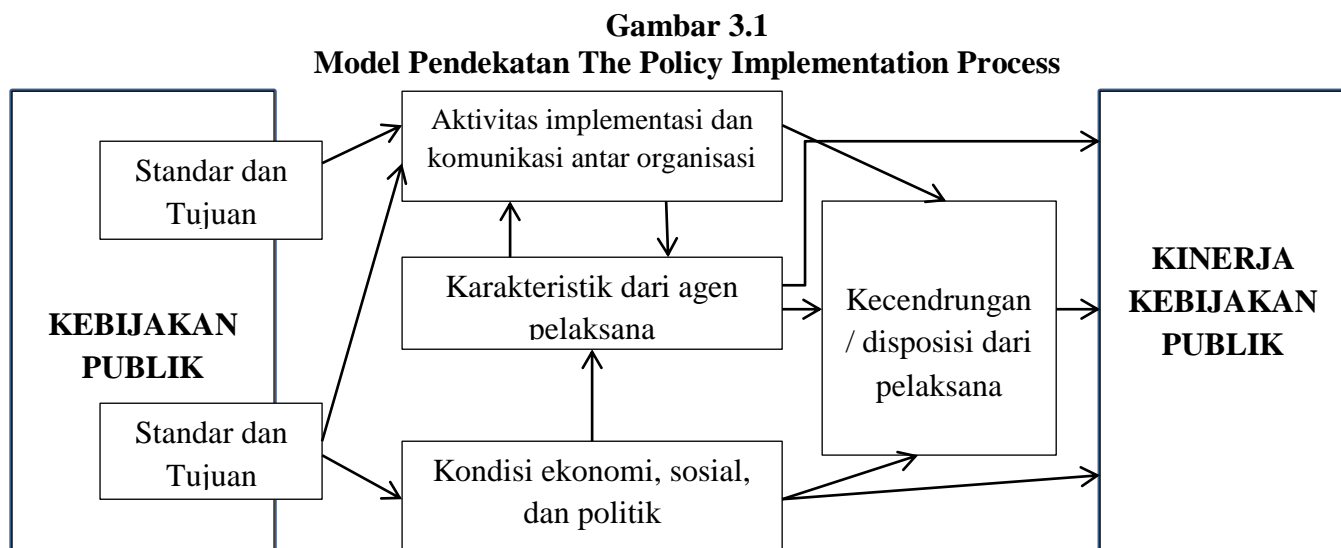 Gambar 3.1
Model Pendekatan The Policy Implementation Process
Standar dan
Tujuan
KEBIJAKAN
PUBLIK
Standar dan
Tujuan
Aktivitas implementasi dan
komunikasi antar organisasi
Karakteristik dari agen
pelaksana
Kondisi ekonomi, sosial,
dan politik
Kecendrungan
/ disposisi dari
pelaksana
KINERJA
KEBIJAKAN
PUBLIK